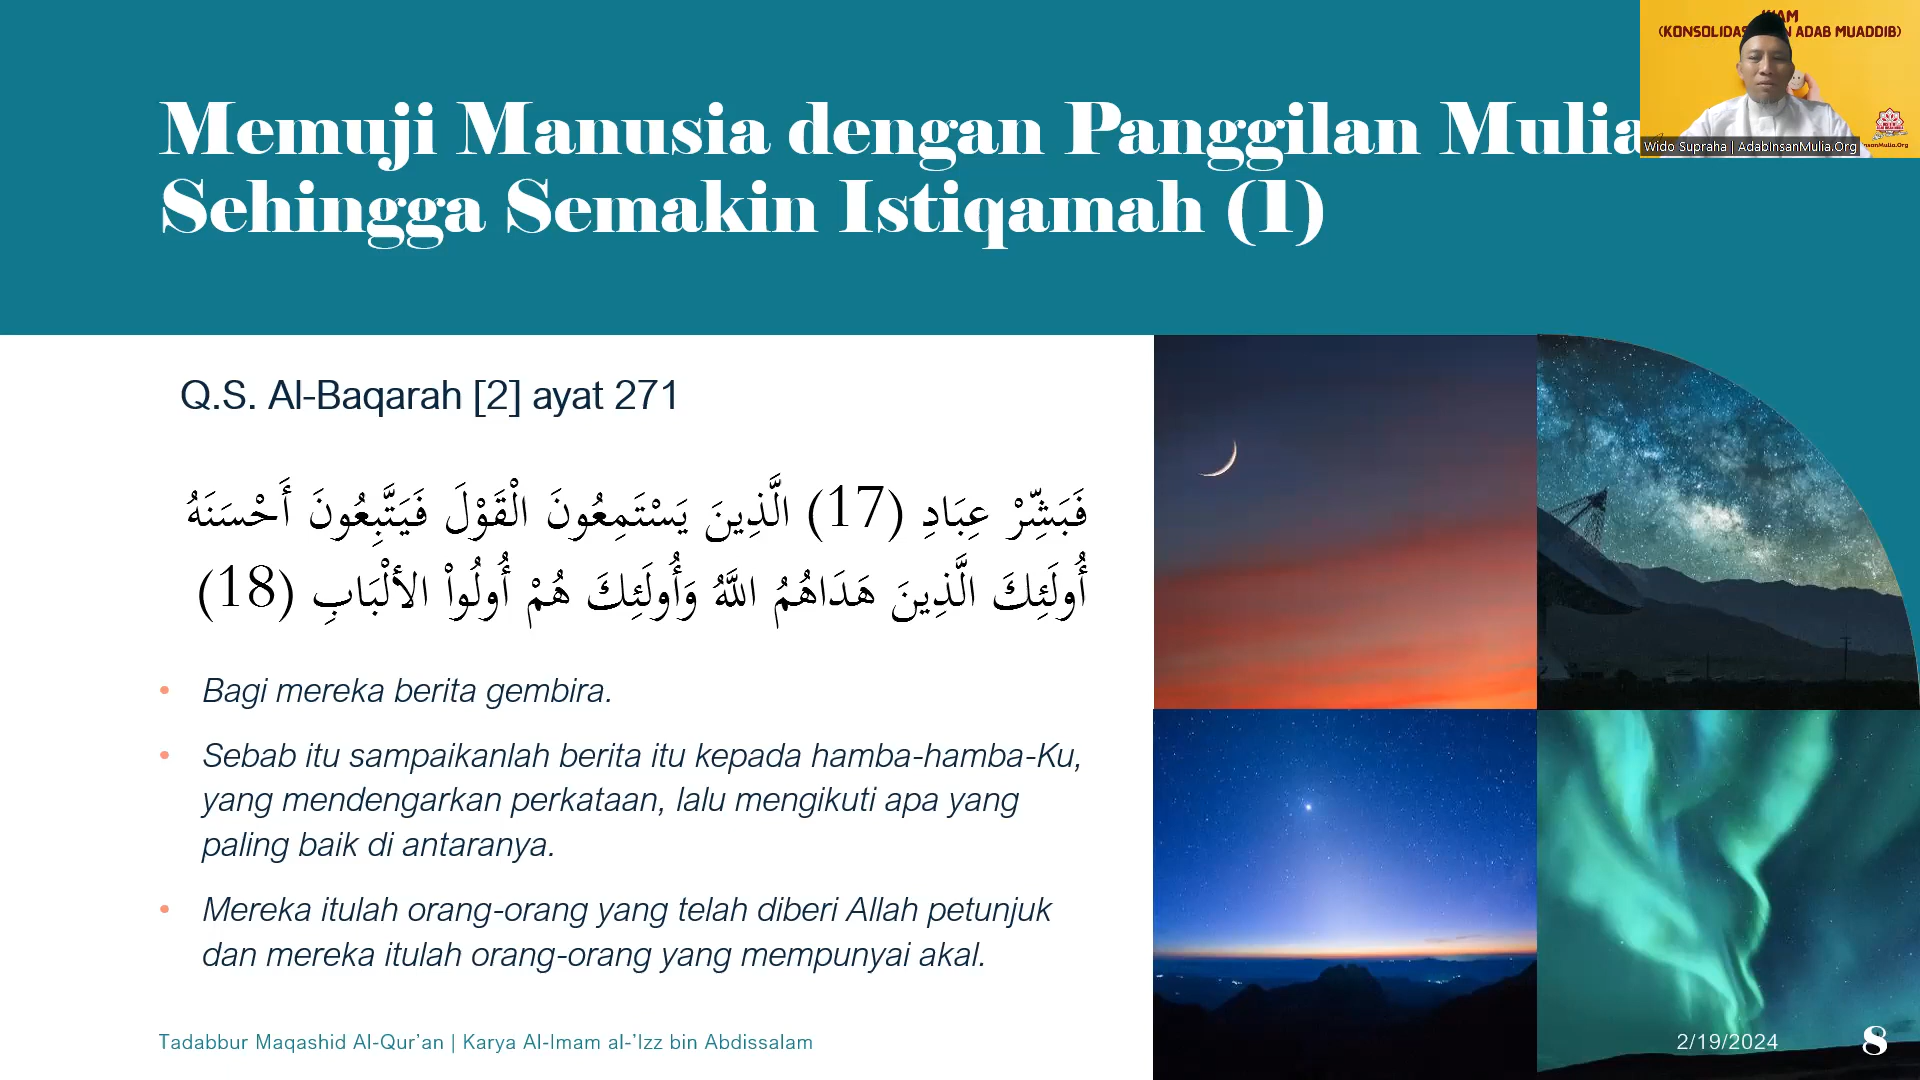 Memuji Manusia dengan Panggilan Mulia
Sehingga Semakin Istiqamah (1)
(KONSOLIDAS
N ADAB MUADDIB)
Wido Supraha | AdabInsanMulia.Org
Q.S. Al-Baqarah [2] ayat 271
فَبَشِّرْ عِبَادِ (17) الَّذِينَ يَسْتَمِعُونَ الْقَوْلَ فَيَتَّبِعُونَ أَحْسَنَهُ
أُولَئِكَ الَّذِينَ هَدَاهُمُ اللَّهُ وَأُولَئِكَ هُمْ أُولُواْ الألْبَابِ (18)
• Bagi mereka berita gembira.
• Sebab itu sampaikanlah berita itu kepada hamba-hamba-Ku,
yang mendengarkan perkataan, lalu mengikuti apa yang
paling baik di antaranya.
• Mereka itulah orang-orang yang telah diberi Allah petunjuk
dan mereka itulah orang-orang yang mempunyai akal.
Tadabbur Maqashid Al-Qur'an | Karya Al-Imam al-'Izz bin Abdissalam
2/19/2024
8